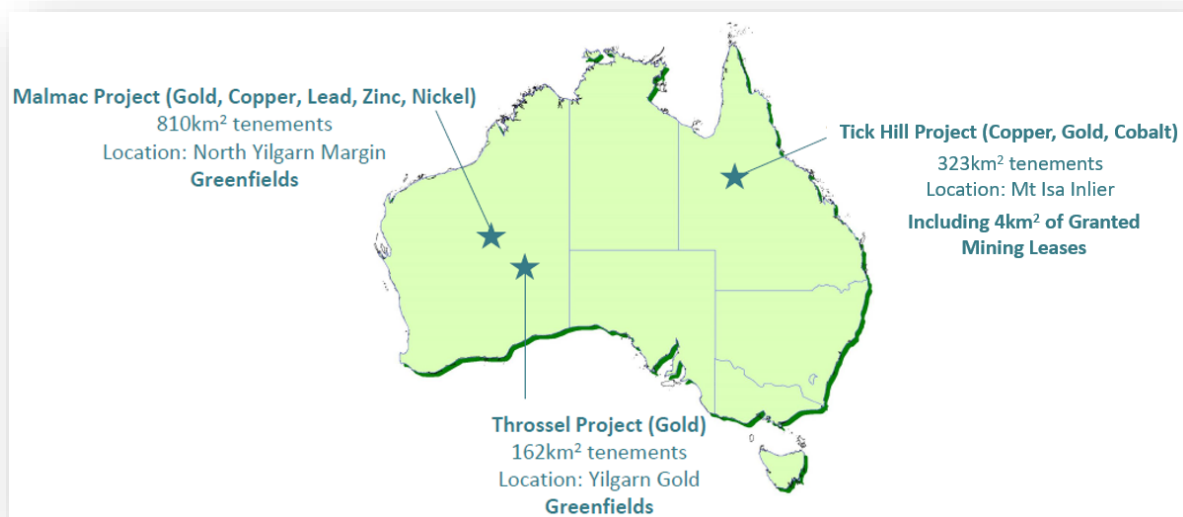 Malmac Project (Gold, Copper, Lead, Zinc, Nickel)
810km² tenements
Location: North Yilgarn Margin
Greenfields
Tick Hill Project (Copper, Gold, Cobalt)
323km² tenements
Location: Mt Isa Inlier
Including 4km² of Granted
Mining Leases
Throssel Project (Gold)
162km² tenements
Location: Yilgarn Gold
Greenfields